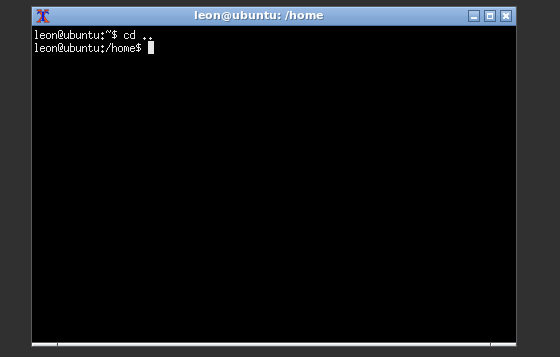 leon@ubuntu: /home
leon@ubuntu:~$ cd ..
leon@ubuntu:/home$